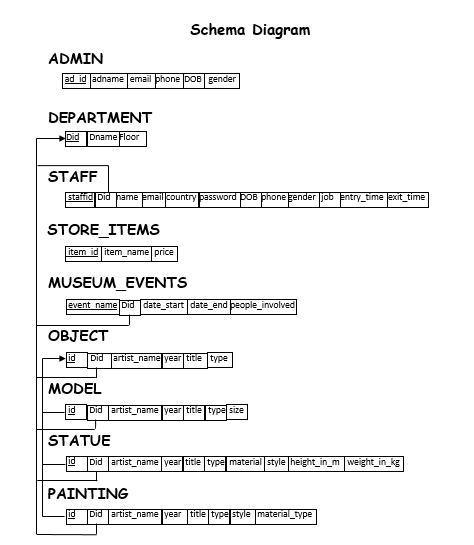 Schema Diagram
ADMIN
ad_id adname email phone DOB gender
DEPARTMENT
Did Dname Floor
STAFF
staffid Did name email country password DOB phone gender job entry_time exit_time
STORE_ITEMS
item_id item_name price
MUSEUM_EVENTS
event_name Did date_start date_end people_involved
OBJECT
id Did artist_name year title type
MODEL
id Did artist_name year title type size
STATUE
id Did artist_name year title type material style height_in_m weight_in_kg
PAINTING
id Did artist_name year title type style material_type